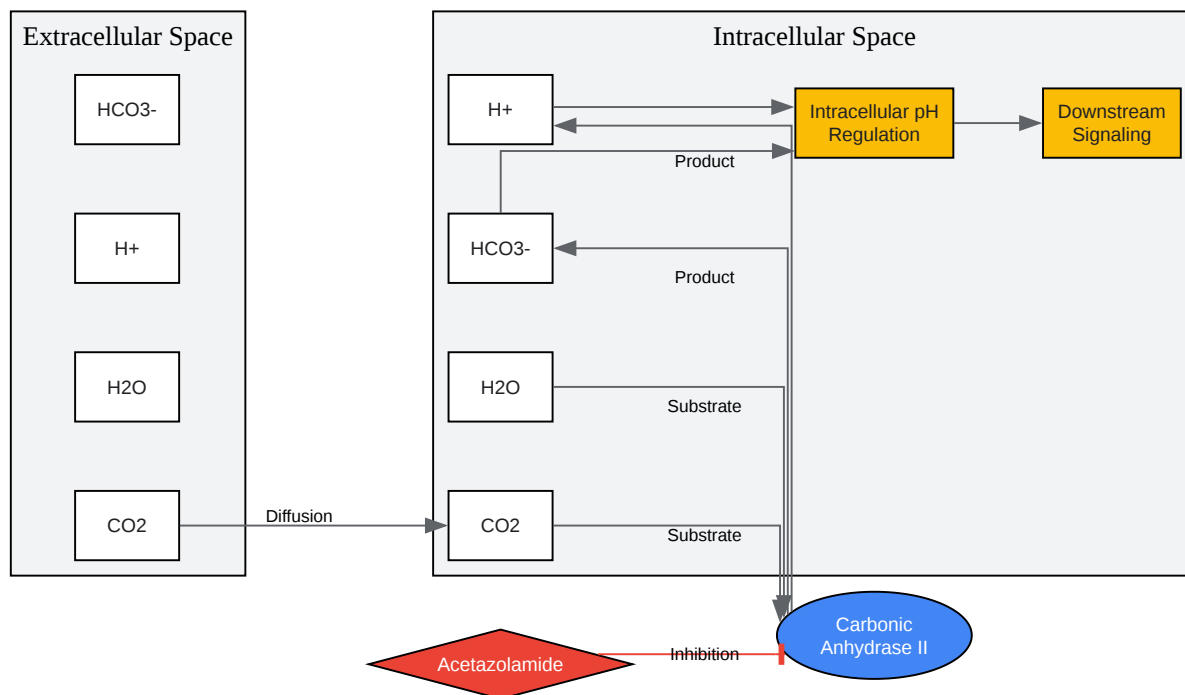 Extracellular Space
HCO3-
H+
H2O
CO2
Diffusion
Intracellular Space
H+
HCO3-
H2O
CO2
Product
Product
Substrate
Substrate
Intracellular pH
Regulation
Downstream
Signaling
Acetazolamide
Inhibition
Carbonic
Anhydrase II